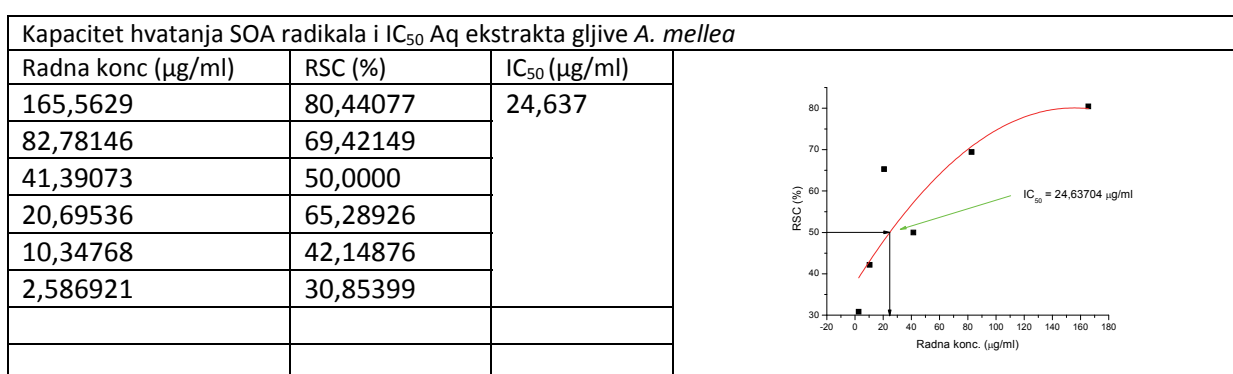 Kapacitet hvatanja SOA radikala i IC50 Aq ekstrakta gljive A. mellea
Radna konc (µg/ml) RSC (%) IC50 (µg/ml)
165,5629 80,44077 24,637
82,78146 69,42149
41,39073 50,0000
20,69536 65,28926
10,34768 42,14876
2,586921 30,85399
80
70
60
50
40
30
RSC (%)
IC50 = 24,63704 µg/ml
-20 0 20 40 60 80 100 120 140 160 180
Radna konc. (µg/ml)